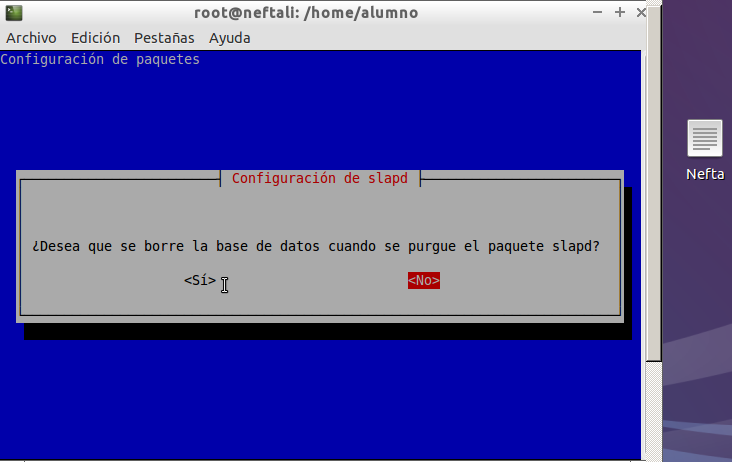 root@neftali: /home/alumno
Archivo Edición Pestañas Ayuda
Configuración de paquetes
Configuración de slapd
¿Desea que se borre la base de datos cuando se purgue el paquete slapd?
<Sí> <No>
Nefta